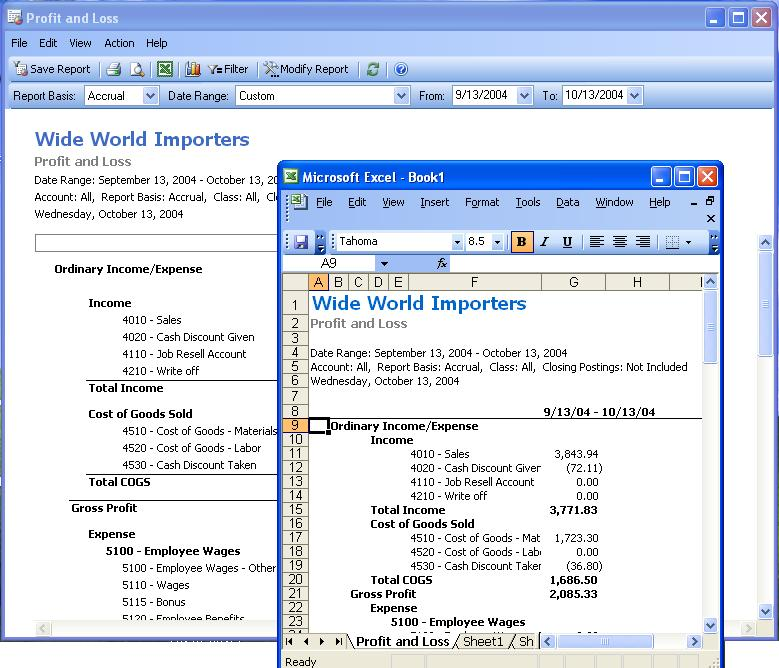 Profit and Loss
File Edit View Action Help
Save Report Filter Modify Report
Report Basis: Accrual Date Range: Custom From: 9/13/2004 To: 10/13/2004
Wide World Importers
Profit and Loss
Date Range: September 13, 2004 - October 13, 20
Account: All, Report Basis: Accrual, Class: All, Cl
Wednesday, October 13, 2004
Ordinary Income/Expense
Income
4010 - Sales
4020 - Cash Discount Given
4110 - Job Resell Account
4210 - Write off
Total Income
Cost of Goods Sold
4510 - Cost of Goods - Materials
4520 - Cost of Goods - Labor
4530 - Cash Discount Taken
Total COGS
Gross Profit
Expense
5100 - Employee Wages
5100 - Employee Wages - Other
5110 - Wages
5115 - Bonus
5120 - Employee Benefits
Microsoft Excel - Book1
File Edit View Insert Format Tools Data Window Help
Tahoma 8.5 B I U
A9 fx
A B C D E F G H I
1 Wide World Importers
2 Profit and Loss
3
4 Date Range: September 13, 2004 - October 13, 2004
5 Account: All, Report Basis: Accrual, Class: All, Closing Postings: Not Included
6 Wednesday, October 13, 2004
7
8 9/13/04 - 10/13/04
9 Ordinary Income/Expense
10 Income
11 4010 - Sales 3,843.94
12 4020 - Cash Discount Given (72.11)
13 4110 - Job Resell Account 0.00
14 4210 - Write off 0.00
15 Total Income 3,771.83
16 Cost of Goods Sold
17 4510 - Cost of Goods - Mat 1,723.30
18 4520 - Cost of Goods - Lab 0.00
19 4530 - Cash Discount Taker (36.80)
20 Total COGS 1,686.50
21 Gross Profit 2,085.33
22 Expense
23 5100 - Employee Wages
Profit and Loss Sheet1 Sh
Ready